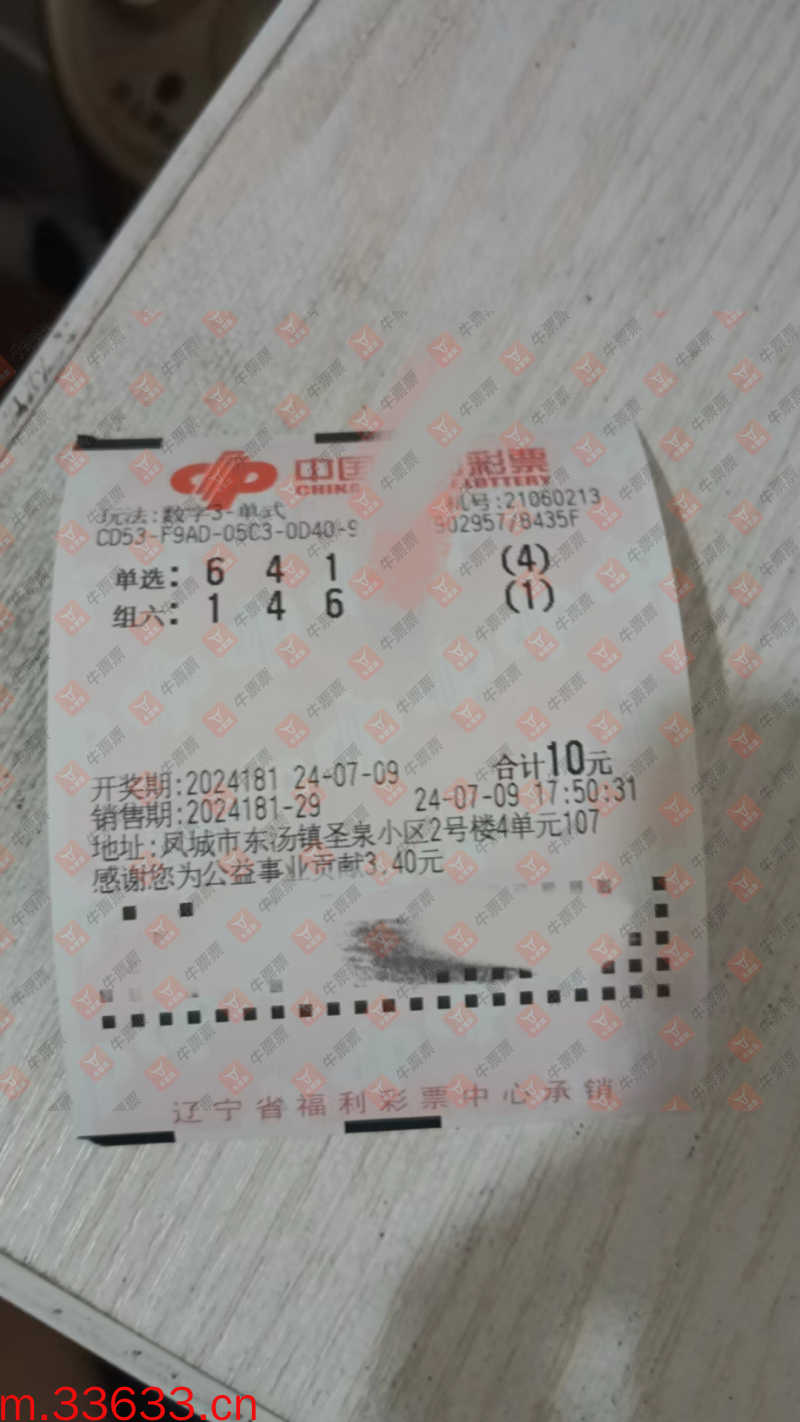 中国 彩票
CHINA LOTTERY
玩法:数字3-单式 机号:21060213
CD53-F9AD-05C3-0D40-9 902957/8435F
单选: 6 4 1 (4)
组六: 1 4 6 (1)
开奖期:2024181 24-07-09 合计10元
销售期:2024181-29 24-07-09 17:50:31
地址:凤城市东汤镇圣泉小区2号楼4单元107
感谢您为公益事业贡献3.40元
辽宁省福利彩票中心承销
牛票票
m.33633.cn